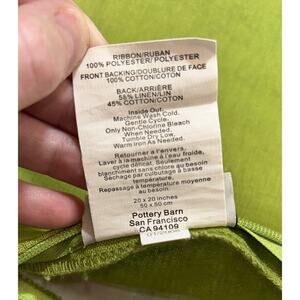 RIBBON/RUBAN
100% POLYESTER/ POLYESTER
FRONT BACKING/DOUBLURE DE FACE
100% COTTON/COTON
BACK/ARRIÈRE
55% LINEN/LIN
45% COTTON/COTON
Inside Out.
Machine Wash Cold.
Gentle Cycle.
Only Non-Chlorine Bleach
When Needed.
Tumble Dry Low.
Warm Iron As Needed.
Retourner à l'envers.
Laver à la machine à l'eau froide,
cycle délicat. Seulement
blanchiment sans chlore au besoin
Séchage par culbutage à basse
température.
Repassage à température moyenne
au besoin.
20 x 20 inches
50 x 50 cm
Pottery Barn
San Francisco
CA 94109